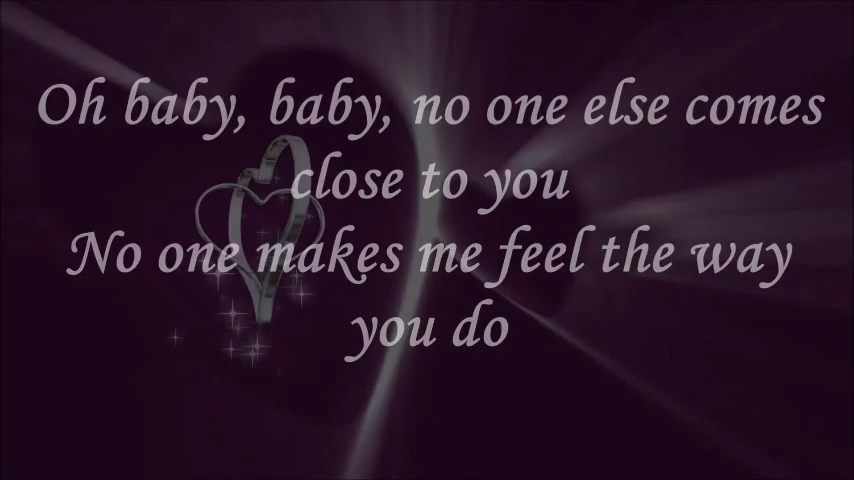 Oh baby, baby, no one else comes
close to you
No one makes me feel the way
you do